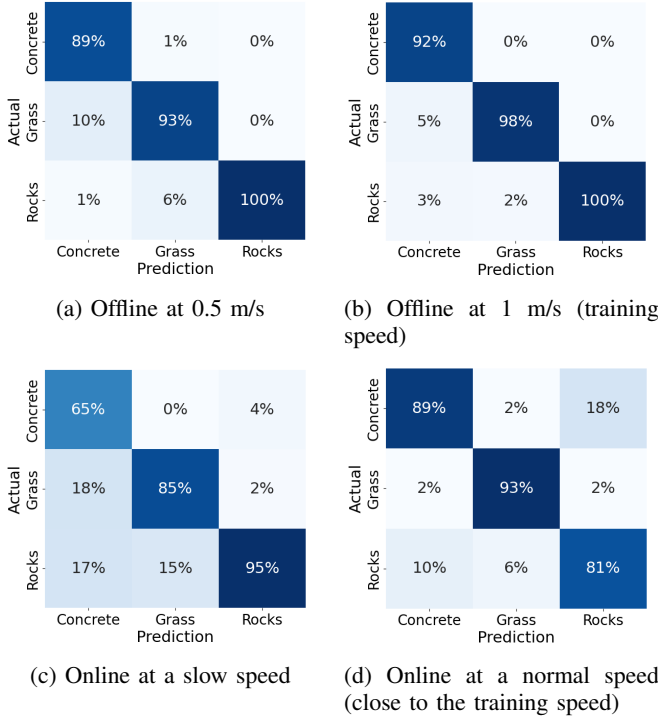 Concrete 89% 1% 0%
Actual
Grass 10% 93% 0%
Rocks 1% 6% 100%
Concrete Grass Rocks
Prediction
(a) Offline at 0.5 m/s
Concrete 92% 0% 0%
Actual
Grass 5% 98% 0%
Rocks 3% 2% 100%
Concrete Grass Rocks
Prediction
(b) Offline at 1 m/s (training
speed)
Concrete 65% 0% 4%
Actual
Grass 18% 85% 2%
Rocks 17% 15% 95%
Concrete Grass Rocks
Prediction
(c) Online at a slow speed
Concrete 89% 2% 18%
Actual
Grass 2% 93% 2%
Rocks 10% 6% 81%
Concrete Grass Rocks
Prediction
(d) Online at a normal speed
(close to the training speed)